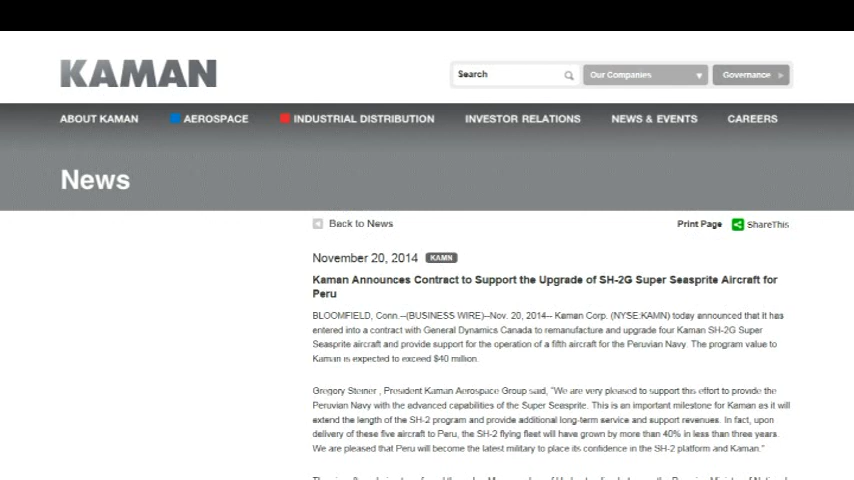 KAMAN
Search
Our Companies
Governance
ABOUT KAMAN
AEROSPACE
INDUSTRIAL DISTRIBUTION
INVESTOR RELATIONS
NEWS & EVENTS
CAREERS
News
Back to News
Print Page
ShareThis
November 20, 2014 KAMN
Kaman Announces Contract to Support the Upgrade of SH-2G Super Seasprite Aircraft for
Peru
BLOOMFIELD, Conn.--(BUSINESS WIRE)--Nov. 20, 2014-- Kaman Corp. (NYSE:KAMN) today announced that it has
entered into a contract with General Dynamics Canada to remanufacture and upgrade four Kaman SH-2G Super
Seasprite aircraft and provide support for the operation of a fifth aircraft for the Peruvian Navy. The program value to
Kaman is expected to exceed $40 million.
Gregory Steiner , President Kaman Aerospace Group said, "We are very pleased to support this effort to provide the
Peruvian Navy with the advanced capabilities of the Super Seasprite. This is an important milestone for Kaman as it will
extend the length of the SH-2 program and provide additional long-term service and support revenues. In fact, upon
delivery of these five aircraft to Peru, the SH-2 flying fleet will have grown by more than 40% in less than three years.
We are pleased that Peru will become the latest military to place its confidence in the SH-2 platform and Kaman."